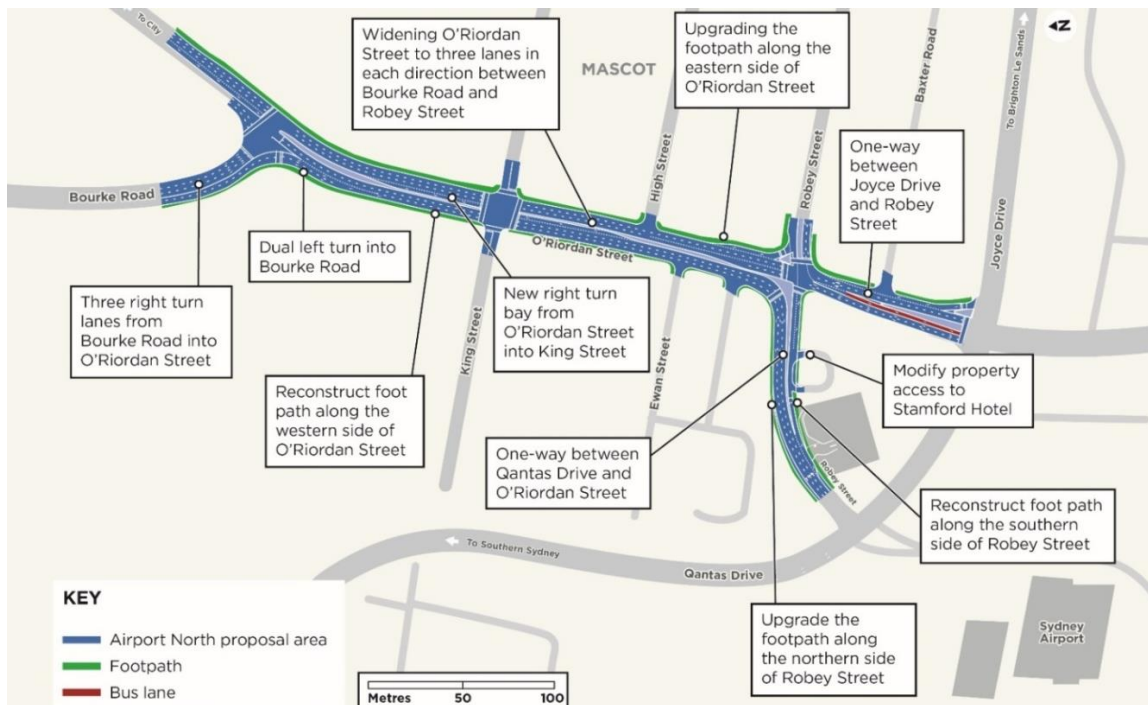 To City
Widening O'Riordan
Street to three lanes in
each direction between
Bourke Road and
Robey Street
MASCOT
Upgrading the
footpath along the
eastern side of
O'Riordan Street
Baxter Road
To Brighton Le Sands
N
High Street
Robey Street
One-way
between
Joyce Drive
and Robey
Street
Joyce Drive
Bourke Road
O'Riordan Street
Dual left turn into
Bourke Road
Three right turn
lanes from
Bourke Road into
O'Riordan Street
King Street
New right turn
bay from
O'Riordan Street
into King Street
Ewan Street
Modify property
access to
Stamford Hotel
Reconstruct foot
path along the
western side of
O'Riordan Street
One-way between
Qantas Drive and
O'Riordan Street
Robey Street
Reconstruct foot path
along the southern
side of Robey Street
To Southern Sydney
Qantas Drive
Upgrade the
footpath along
the northern side
of Robey Street
Sydney
Airport
KEY
Airport North proposal area
Footpath
Bus lane
Metres 50 100